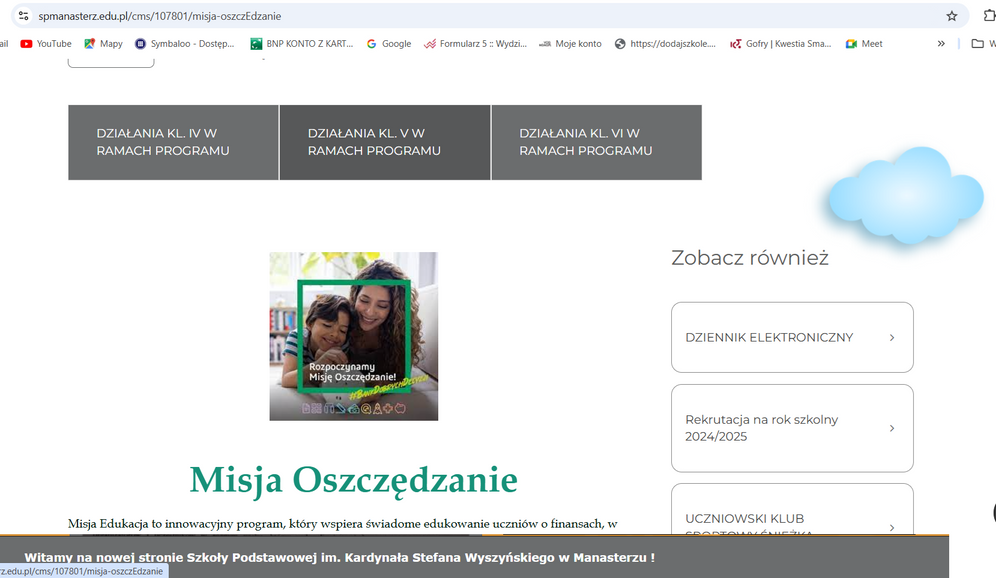 spmanasterz.edu.pl/cms/107801/misja-oszczEdzanie
ail YouTube Mapy Symbaloo - Dostęp... BNP KONTO Z KART... Google Formularz 5 :: Wydzi... Moje konto https://dodajszkole.... Gofry | Kwestia Sma... Meet » W
DZIAŁANIA KL. IV W
RAMACH PROGRAMU
DZIAŁANIA KL. V W
RAMACH PROGRAMU
DZIAŁANIA KL. VI W
RAMACH PROGRAMU
Rozpoczynamy
Misję Oszczędzanie!
#BankDobrychDecyzji
Zobacz również
DZIENNIK ELEKTRONICZNY
Rekrutacja na rok szkolny
2024/2025
UCZNIOWSKI KLUB
SPORTOWY ŚNIEŻKA
Misja Oszczędzanie
Misja Edukacja to innowacyjny program, który wspiera świadome edukowanie uczniów o finansach, w
Witamy na nowej stronie Szkoły Podstawowej im. Kardynała Stefana Wyszyńskiego w Manasterzu !
rz.edu.pl/cms/107801/misja-oszczEdzanie